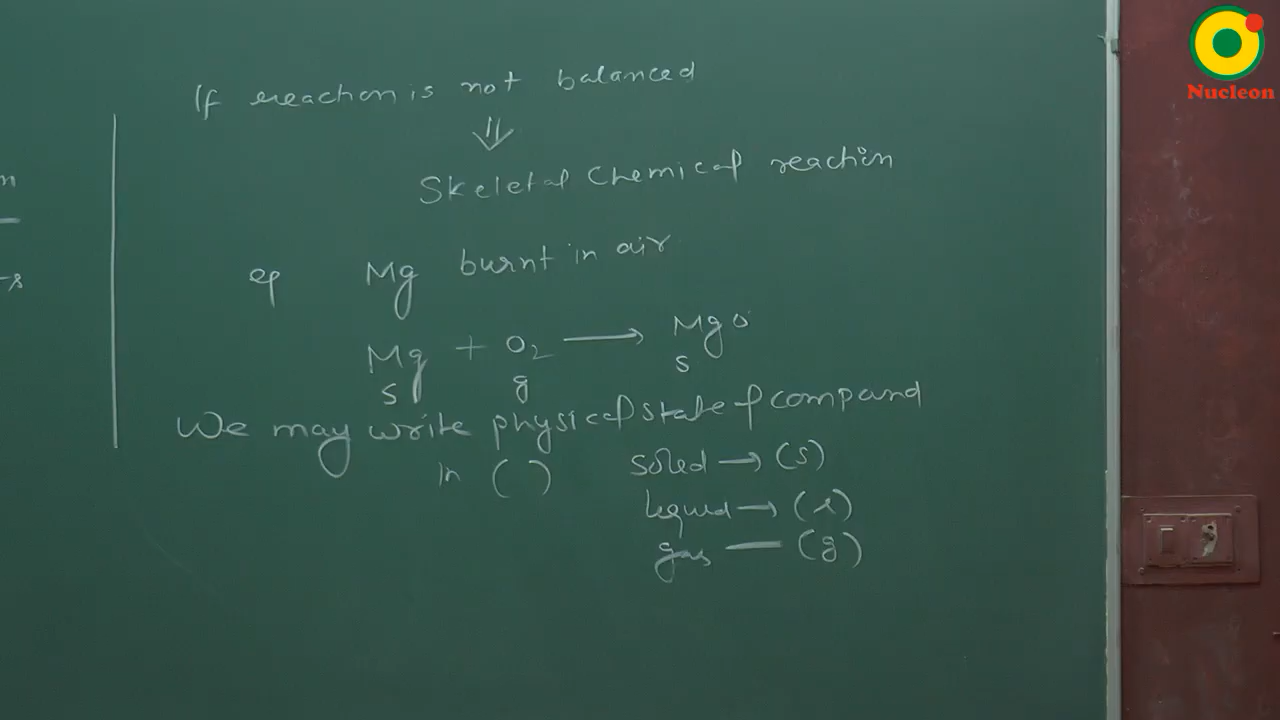 If reaction is not balanced
⇓
Skeletal Chemical reaction
eg Mg burnt in air
Mg + O2 ⟶ MgO
s g s
We may write physical state of compound
in ( )
solid → (s)
liquid → (l)
gas — (g)
Nucleon